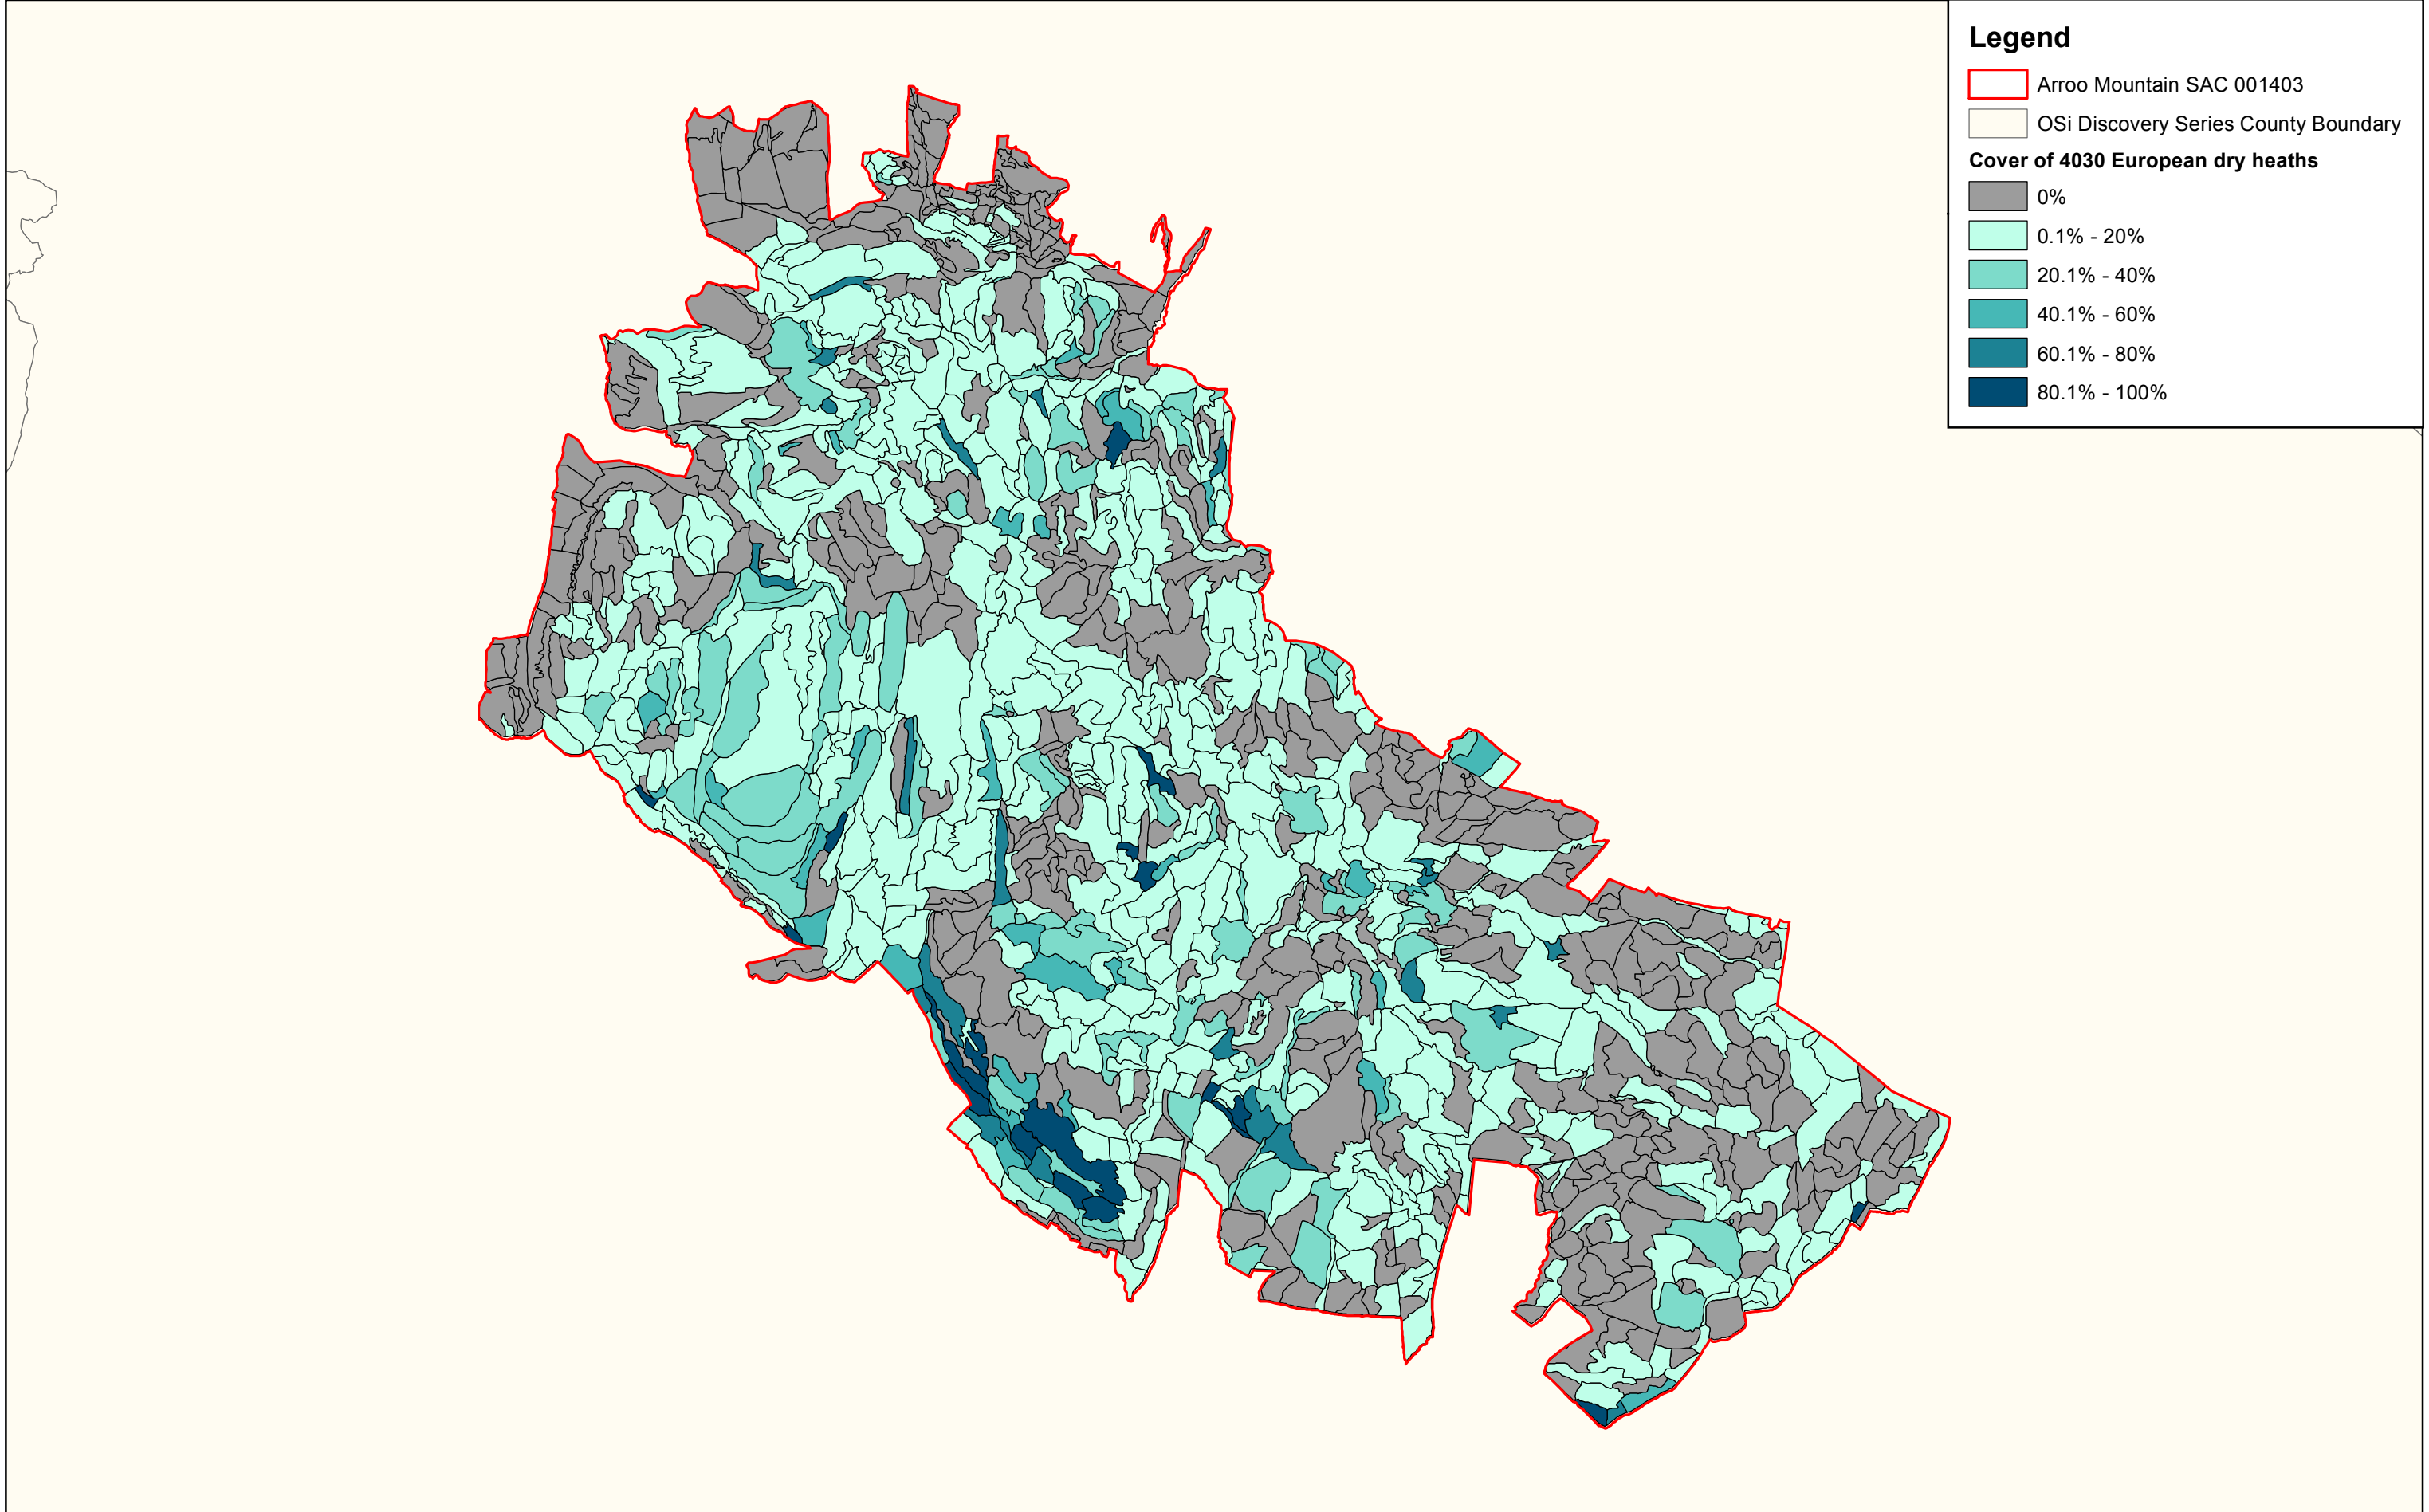 Legend
Arroo Mountain SAC 001403
OSi Discovery Series County Boundary
Cover of 4030 European dry heaths
0%
0.1% - 20%
20.1% - 40%
40.1% - 60%
60.1% - 80%
80.1% - 100%